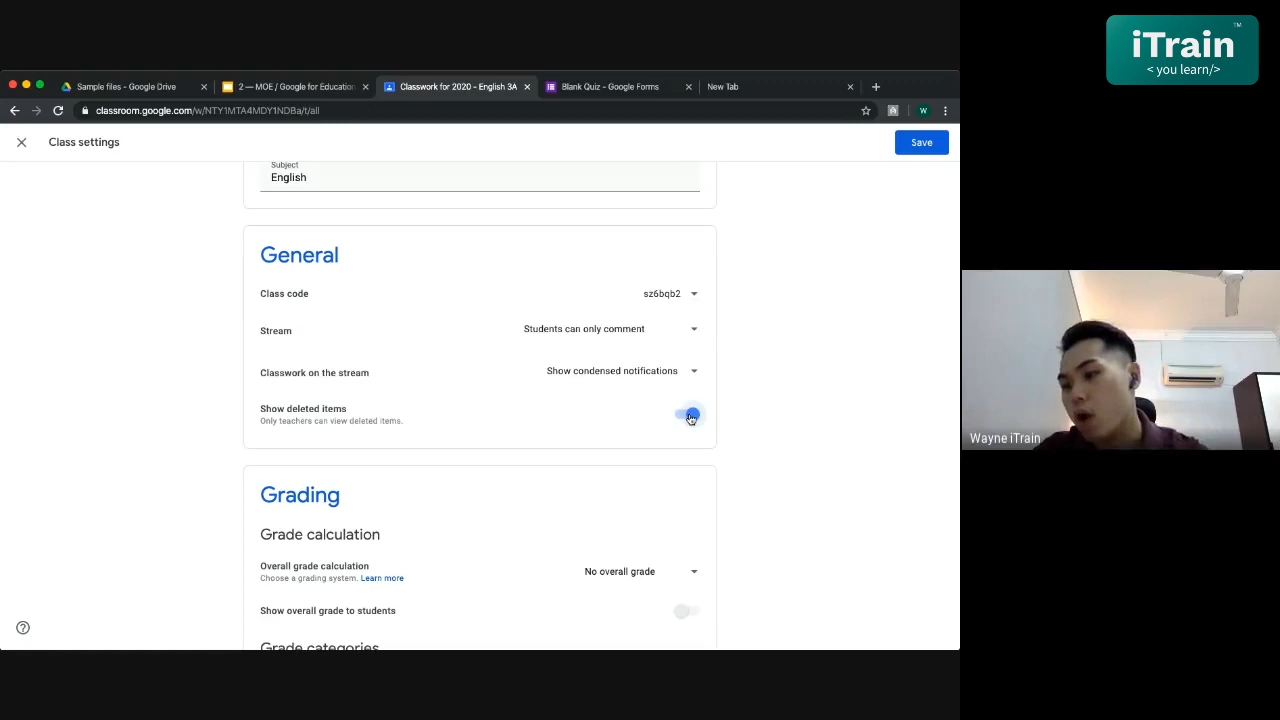 iTrain™
< you learn/>
Sample files - Google Drive
2 — MOE / Google for Education
Classwork for 2020 - English 3A
Blank Quiz - Google Forms
New Tab
classroom.google.com/w/NTY1MTA4MDY1NDBa/t/all
W
Class settings
Save
Subject
English
General
Class code
sz6bqb2
Stream
Students can only comment
Classwork on the stream
Show condensed notifications
Show deleted items
Only teachers can view deleted items.
Wayne iTrain
Grading
Grade calculation
Overall grade calculation
Choose a grading system. Learn more
No overall grade
Show overall grade to students
Grade categories